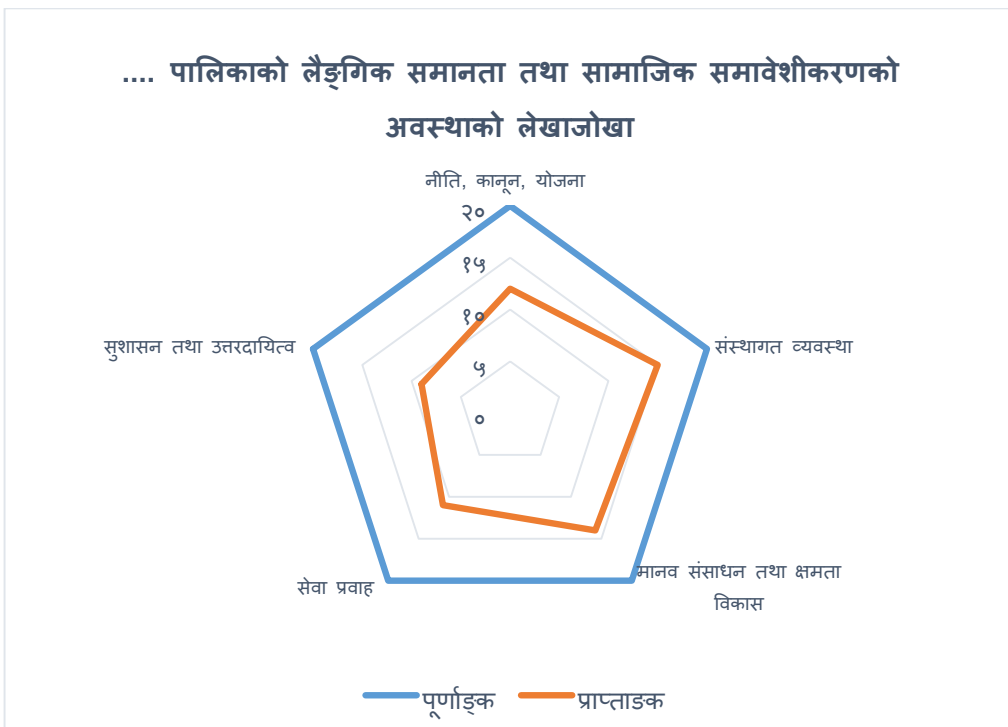 .... पालिकाको लैङ्गिक समानता तथा सामाजिक समावेशीकरणको
अवस्थाको लेखाजोखा
नीति, कानून, योजना
२०
१५
१०
५
०
सुशासन तथा उत्तरदायित्व
संस्थागत व्यवस्था
सेवा प्रवाह
मानव संसाधन तथा क्षमता
विकास
पूर्णाङ्क
प्राप्ताङक